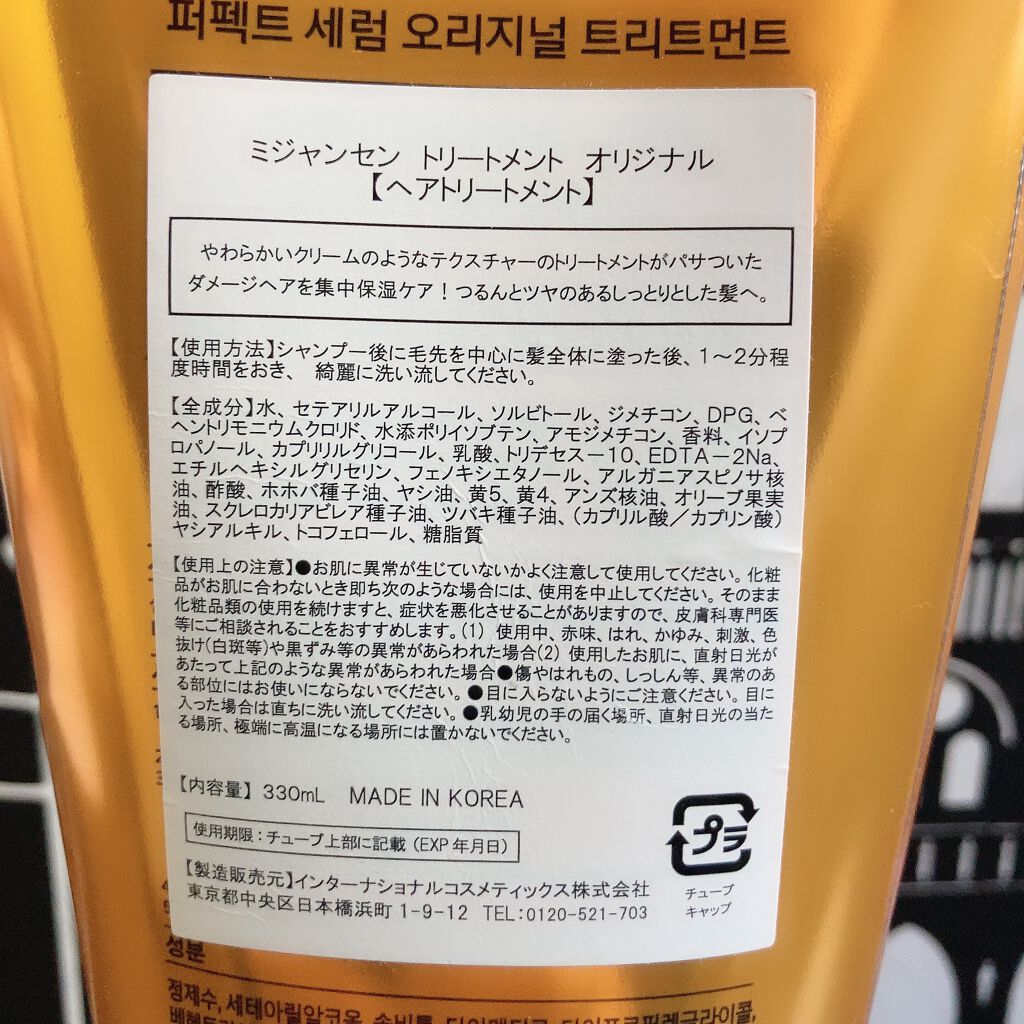 퍼펙트 세럼 오리지널 트리트먼트
ミジャンセン トリートメント オリジナル
【ヘアトリートメント】
やわらかいクリームのようなテクスチャーのトリートメントがパサついた
ダメージヘアを集中保湿ケア！つるんとツヤのあるしっとりとした髪へ。
【使用方法】シャンプー後に毛先を中心に髪全体に塗った後、1～2分程
度時間をおき、 綺麗に洗い流してください。
【全成分】水、セテアリルアルコール、ソルビトール、ジメチコン、DPG、ベ
ヘントリモニウムクロリド、水添ポリイソブテン、アモジメチコン、香料、イソプ
ロパノール、カプリリルグリコール、乳酸、トリデセス－10、EDTA－2Na、
エチルヘキシルグリセリン、フェノキシエタノール、アルガニアスピノサ核
油、酢酸、ホホバ種子油、ヤシ油、黄5、黄4、アンズ核油、オリーブ果実
油、スクレロカリアビレア種子油、ツバキ種子油、（カプリル酸／カプリン酸）
ヤシアルキル、トコフェロール、糖脂質
【使用上の注意】●お肌に異常が生じていないかよく注意して使用してください。化粧
品がお肌に合わないとき即ち次のような場合には、使用を中止してください。そのまま
化粧品類の使用を続けますと、症状を悪化させることがありますので、皮膚科専門医
等にご相談されることをおすすめします。(1) 使用中、赤味、はれ、かゆみ、刺激、色
抜け(白斑等)や黒ずみ等の異常があらわれた場合(2) 使用したお肌に、直射日光が
あたって上記のような異常があらわれた場合●傷やはれもの、しっしん等、異常のあ
る部位にはお使いにならないでください。●目に入らないようにご注意ください。目に
入った場合は直ちに洗い流してください。●乳幼児の手の届く場所、直射日光の当た
る場所、極端に高温になる場所には置かないでください。
【内容量】 330mL MADE IN KOREA
使用期限：チューブ上部に記載（EXP 年月日）
プラ
チューブ
キャップ
【製造販売元】インターナショナルコスメティックス株式会社
東京都中央区日本橋浜町 1-9-12 TEL:0120-521-703
성분
정제수, 세테아릴알코올, 솔비톨, 다이메티콘, 다이프로필렌글라이콜,